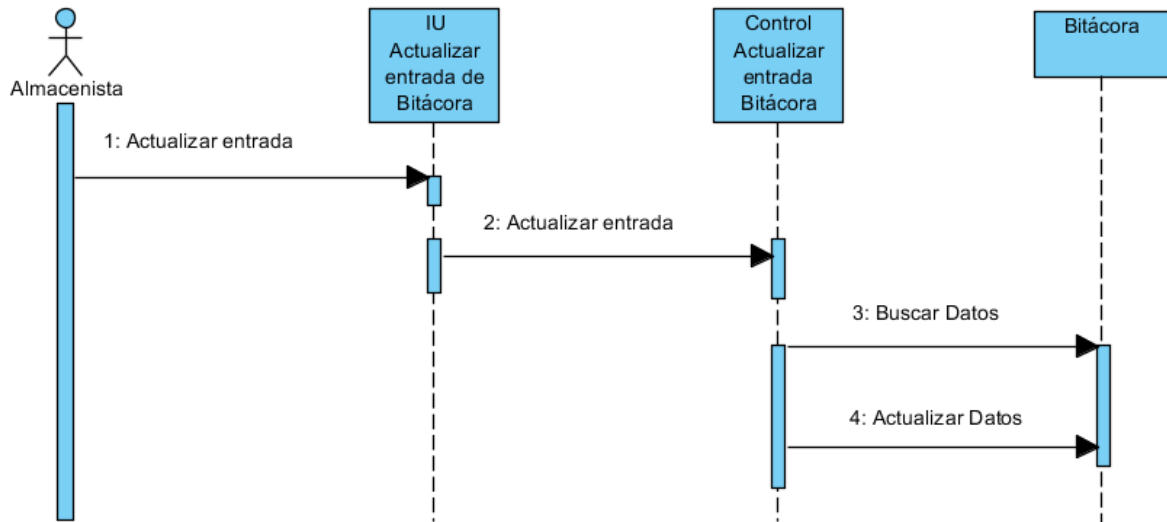 Almacenista
IU
Actualizar
entrada de
Bitácora
Control
Actualizar
entrada
Bitácora
Bitácora
1: Actualizar entrada
2: Actualizar entrada
3: Buscar Datos
4: Actualizar Datos